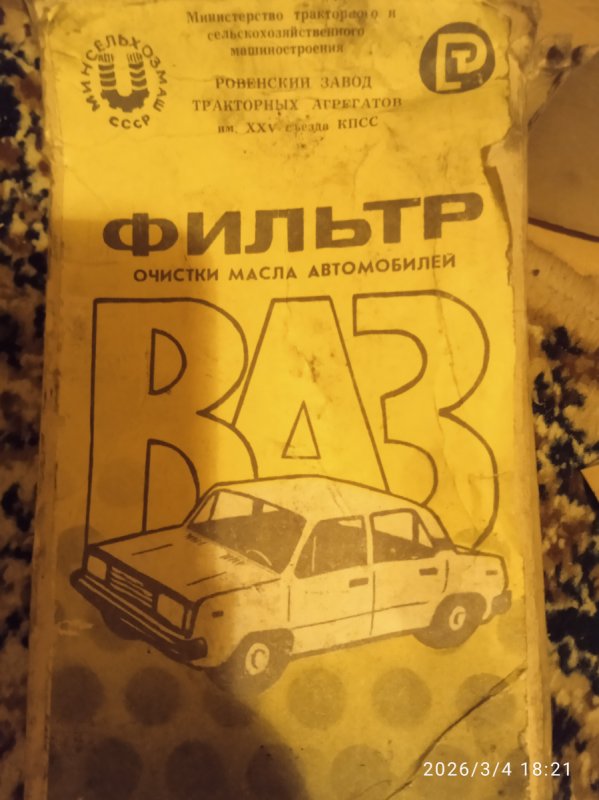 Министерство тракторного и
сельскохозяйственного
машиностроения
МИНСЕЛЬХОЗМАШ
СССР
РОВЕНСКИЙ ЗАВОД
ТРАКТОРНЫХ АГРЕГАТОВ
им. XXV съезда КПСС
ФИЛЬТР
ОЧИСТКИ МАСЛА АВТОМОБИЛЕЙ
ВАЗ
2026/3/4 18:21